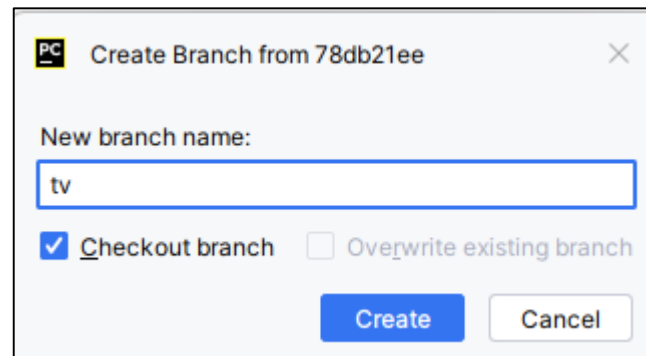 PC Create Branch from 78db21ee
New branch name:
tv
Checkout branch Overwrite existing branch
Create Cancel